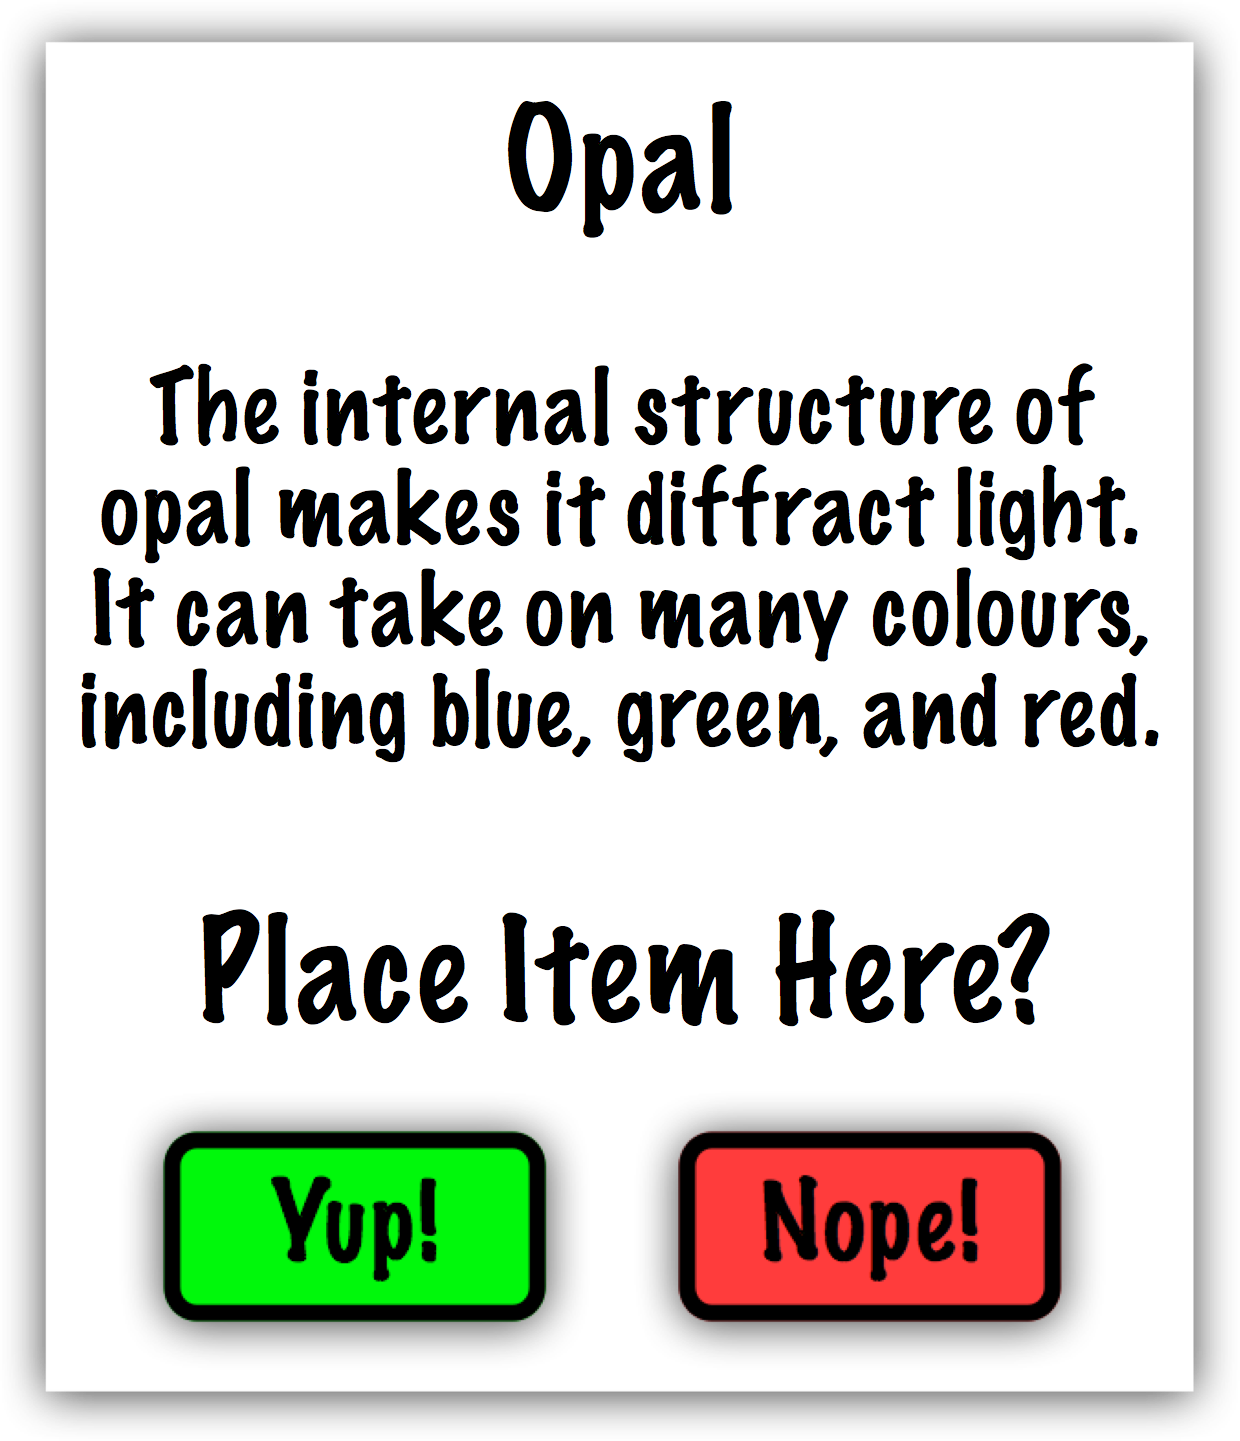 Opal
The internal structure of
opal makes it diffract light.
It can take on many colours,
including blue, green, and red.
Place Item Here?
Yup!
Nope!